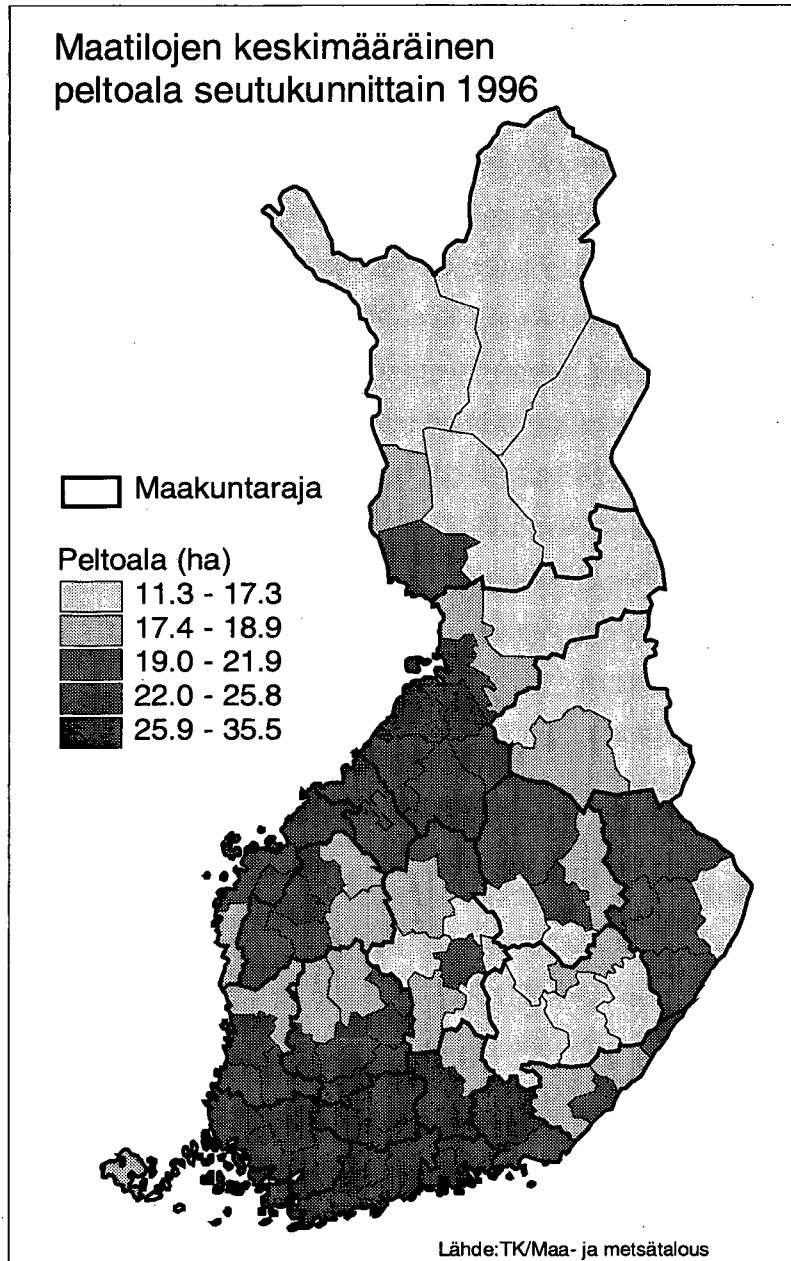 Maatilojen keskimääräinen
peltoala seutukunnittain 1996
Maakuntaraja
Peltoala (ha)
11.3 - 17.3
17.4 - 18.9
19.0 - 21.9
22.0 - 25.8
25.9 - 35.5
Lähde:TK/Maa- ja metsätalous